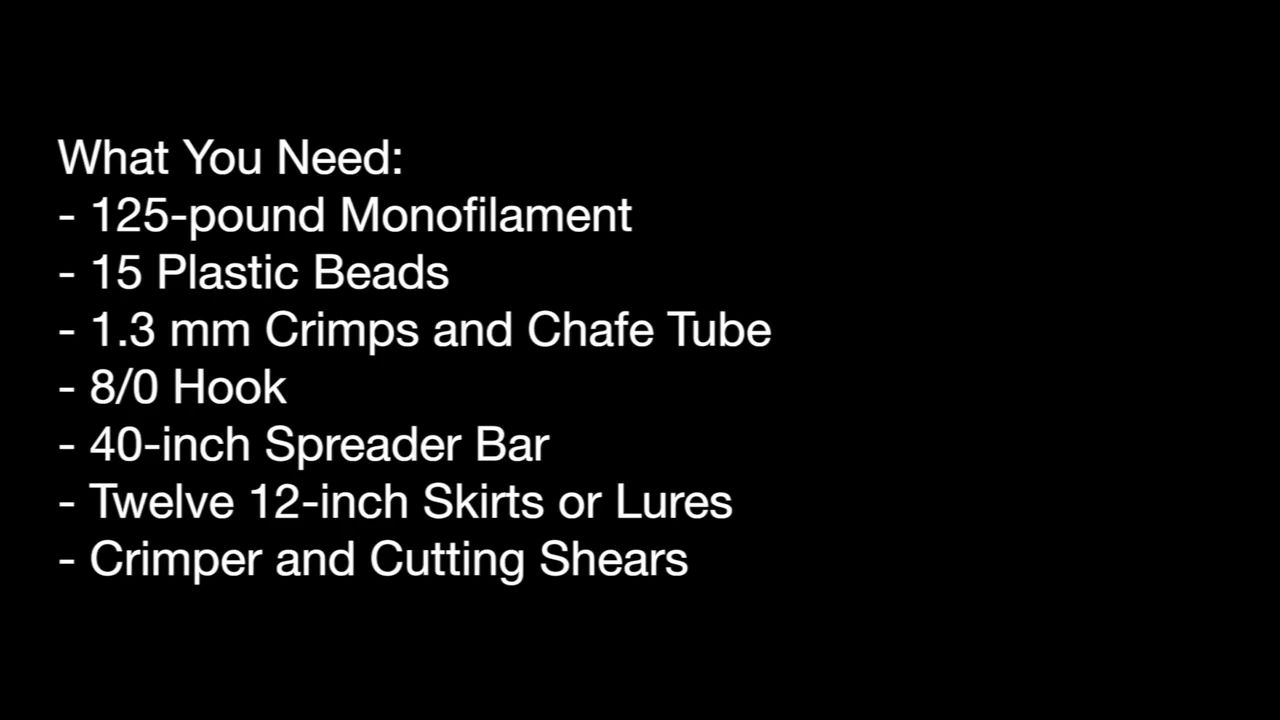 What You Need:
- 125-pound Monofilament
- 15 Plastic Beads
- 1.3 mm Crimps and Chafe Tube
- 8/0 Hook
- 40-inch Spreader Bar
- Twelve 12-inch Skirts or Lures
- Crimper and Cutting Shears